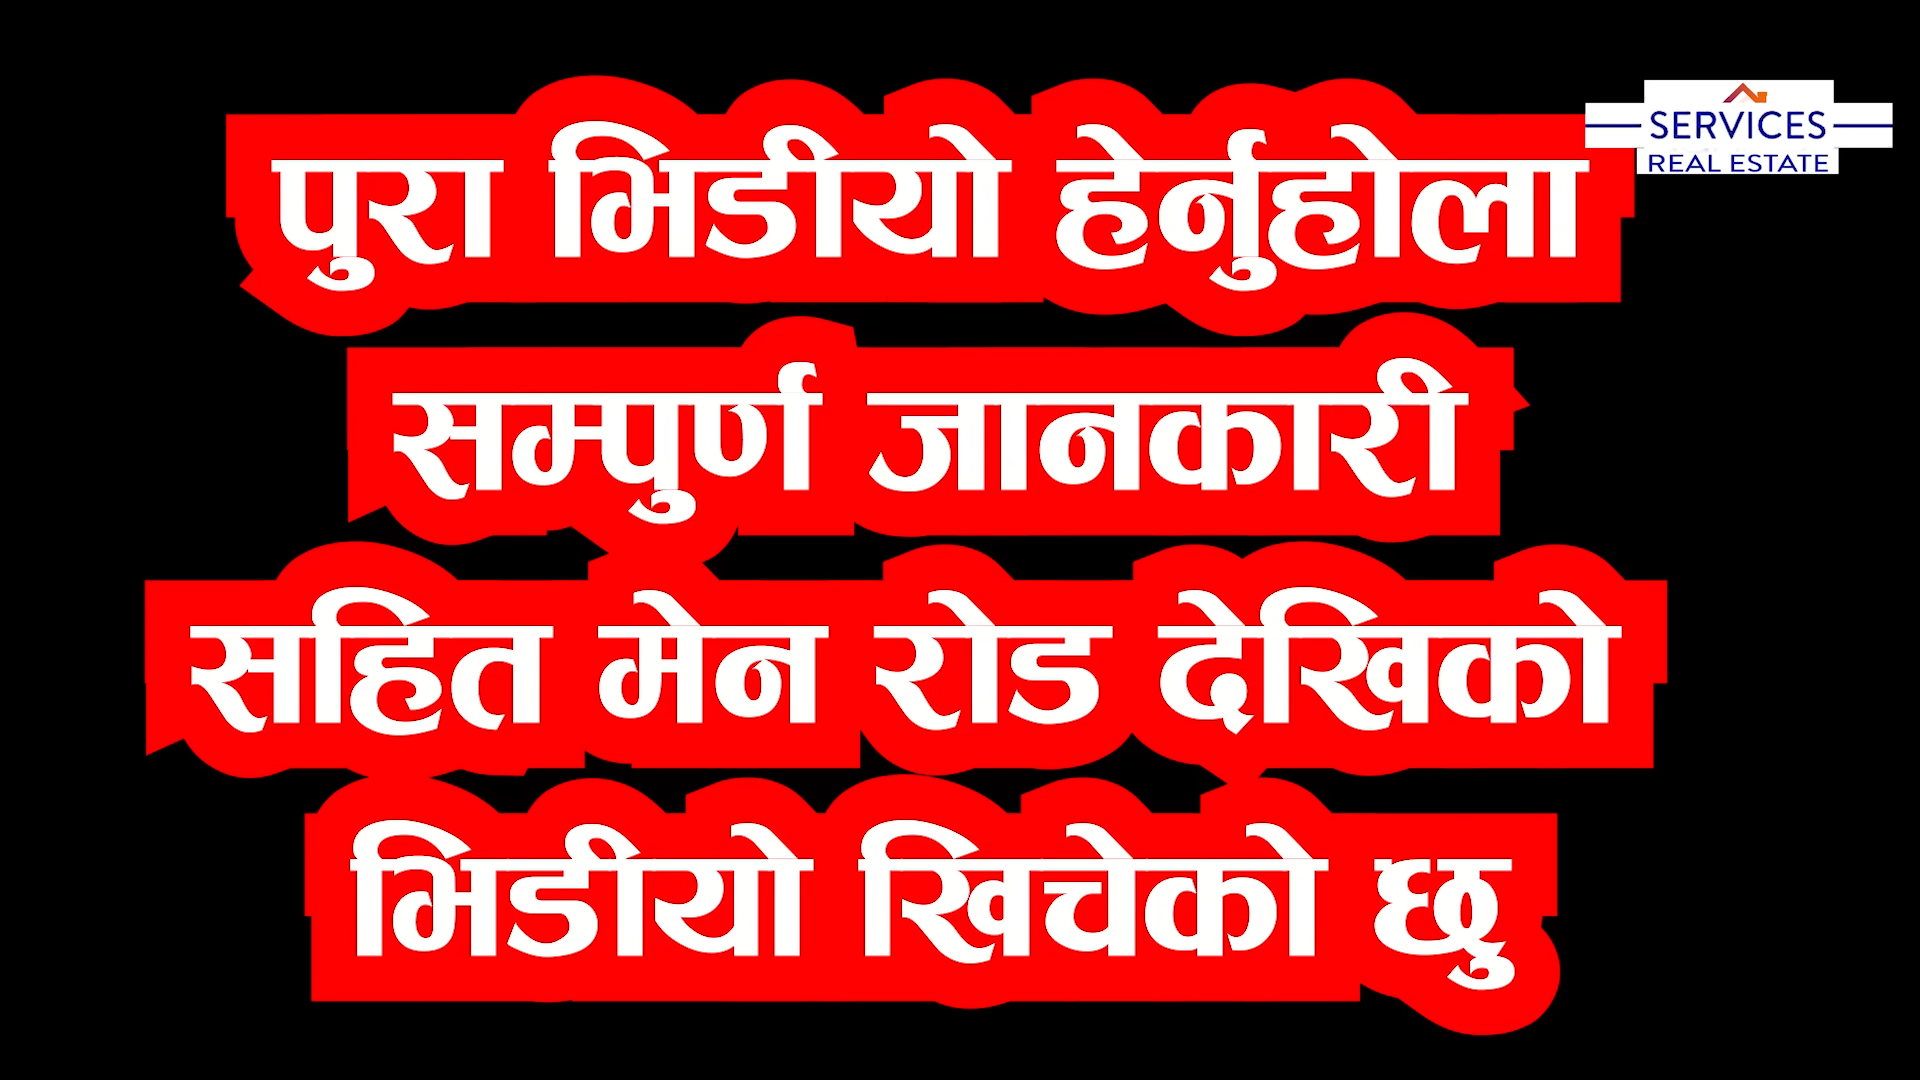 पुरा भिडीयो हेर्नुहोला
सम्पुर्ण जानकारी
सहित मेन रोड देखिको
भिडीयो खिचेको छु
SERVICES
REAL ESTATE